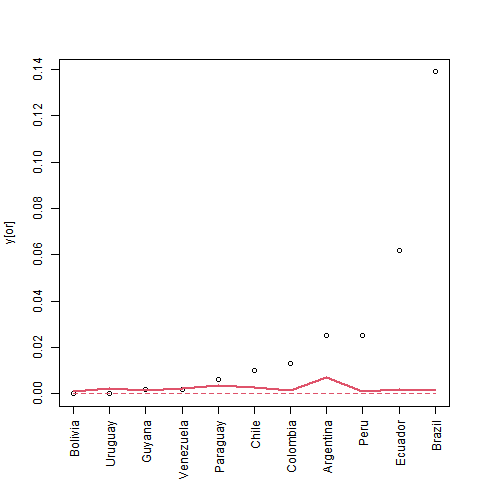 0.14
0.12
0.10
0.08
0.06
0.04
0.02
0.00
y[or]
Bolivia
Uruguay
Guyana
Venezuela
Paraguay
Chile
Colombia
Argentina
Peru
Ecuador
Brazil